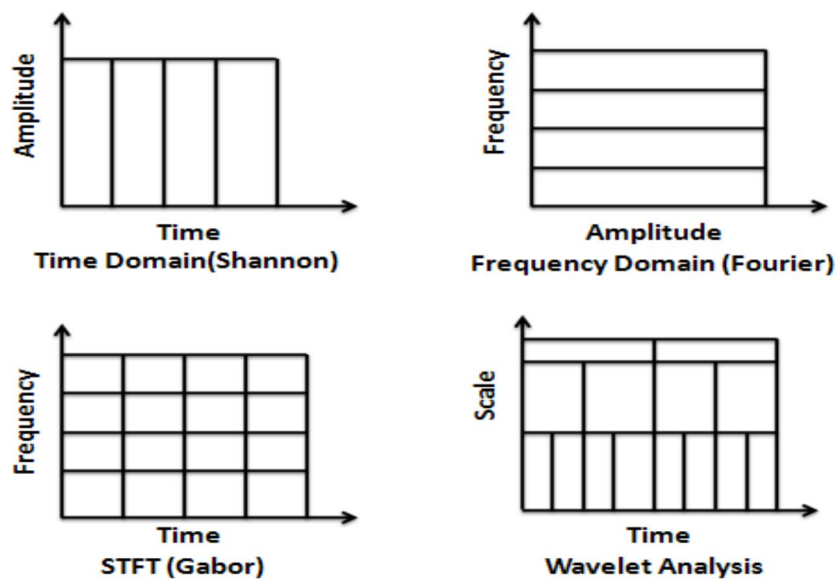 Amplitude
Time
Time Domain(Shannon)
Frequency
Amplitude
Frequency Domain (Fourier)
Frequency
Time
STFT (Gabor)
Scale
Time
Wavelet Analysis